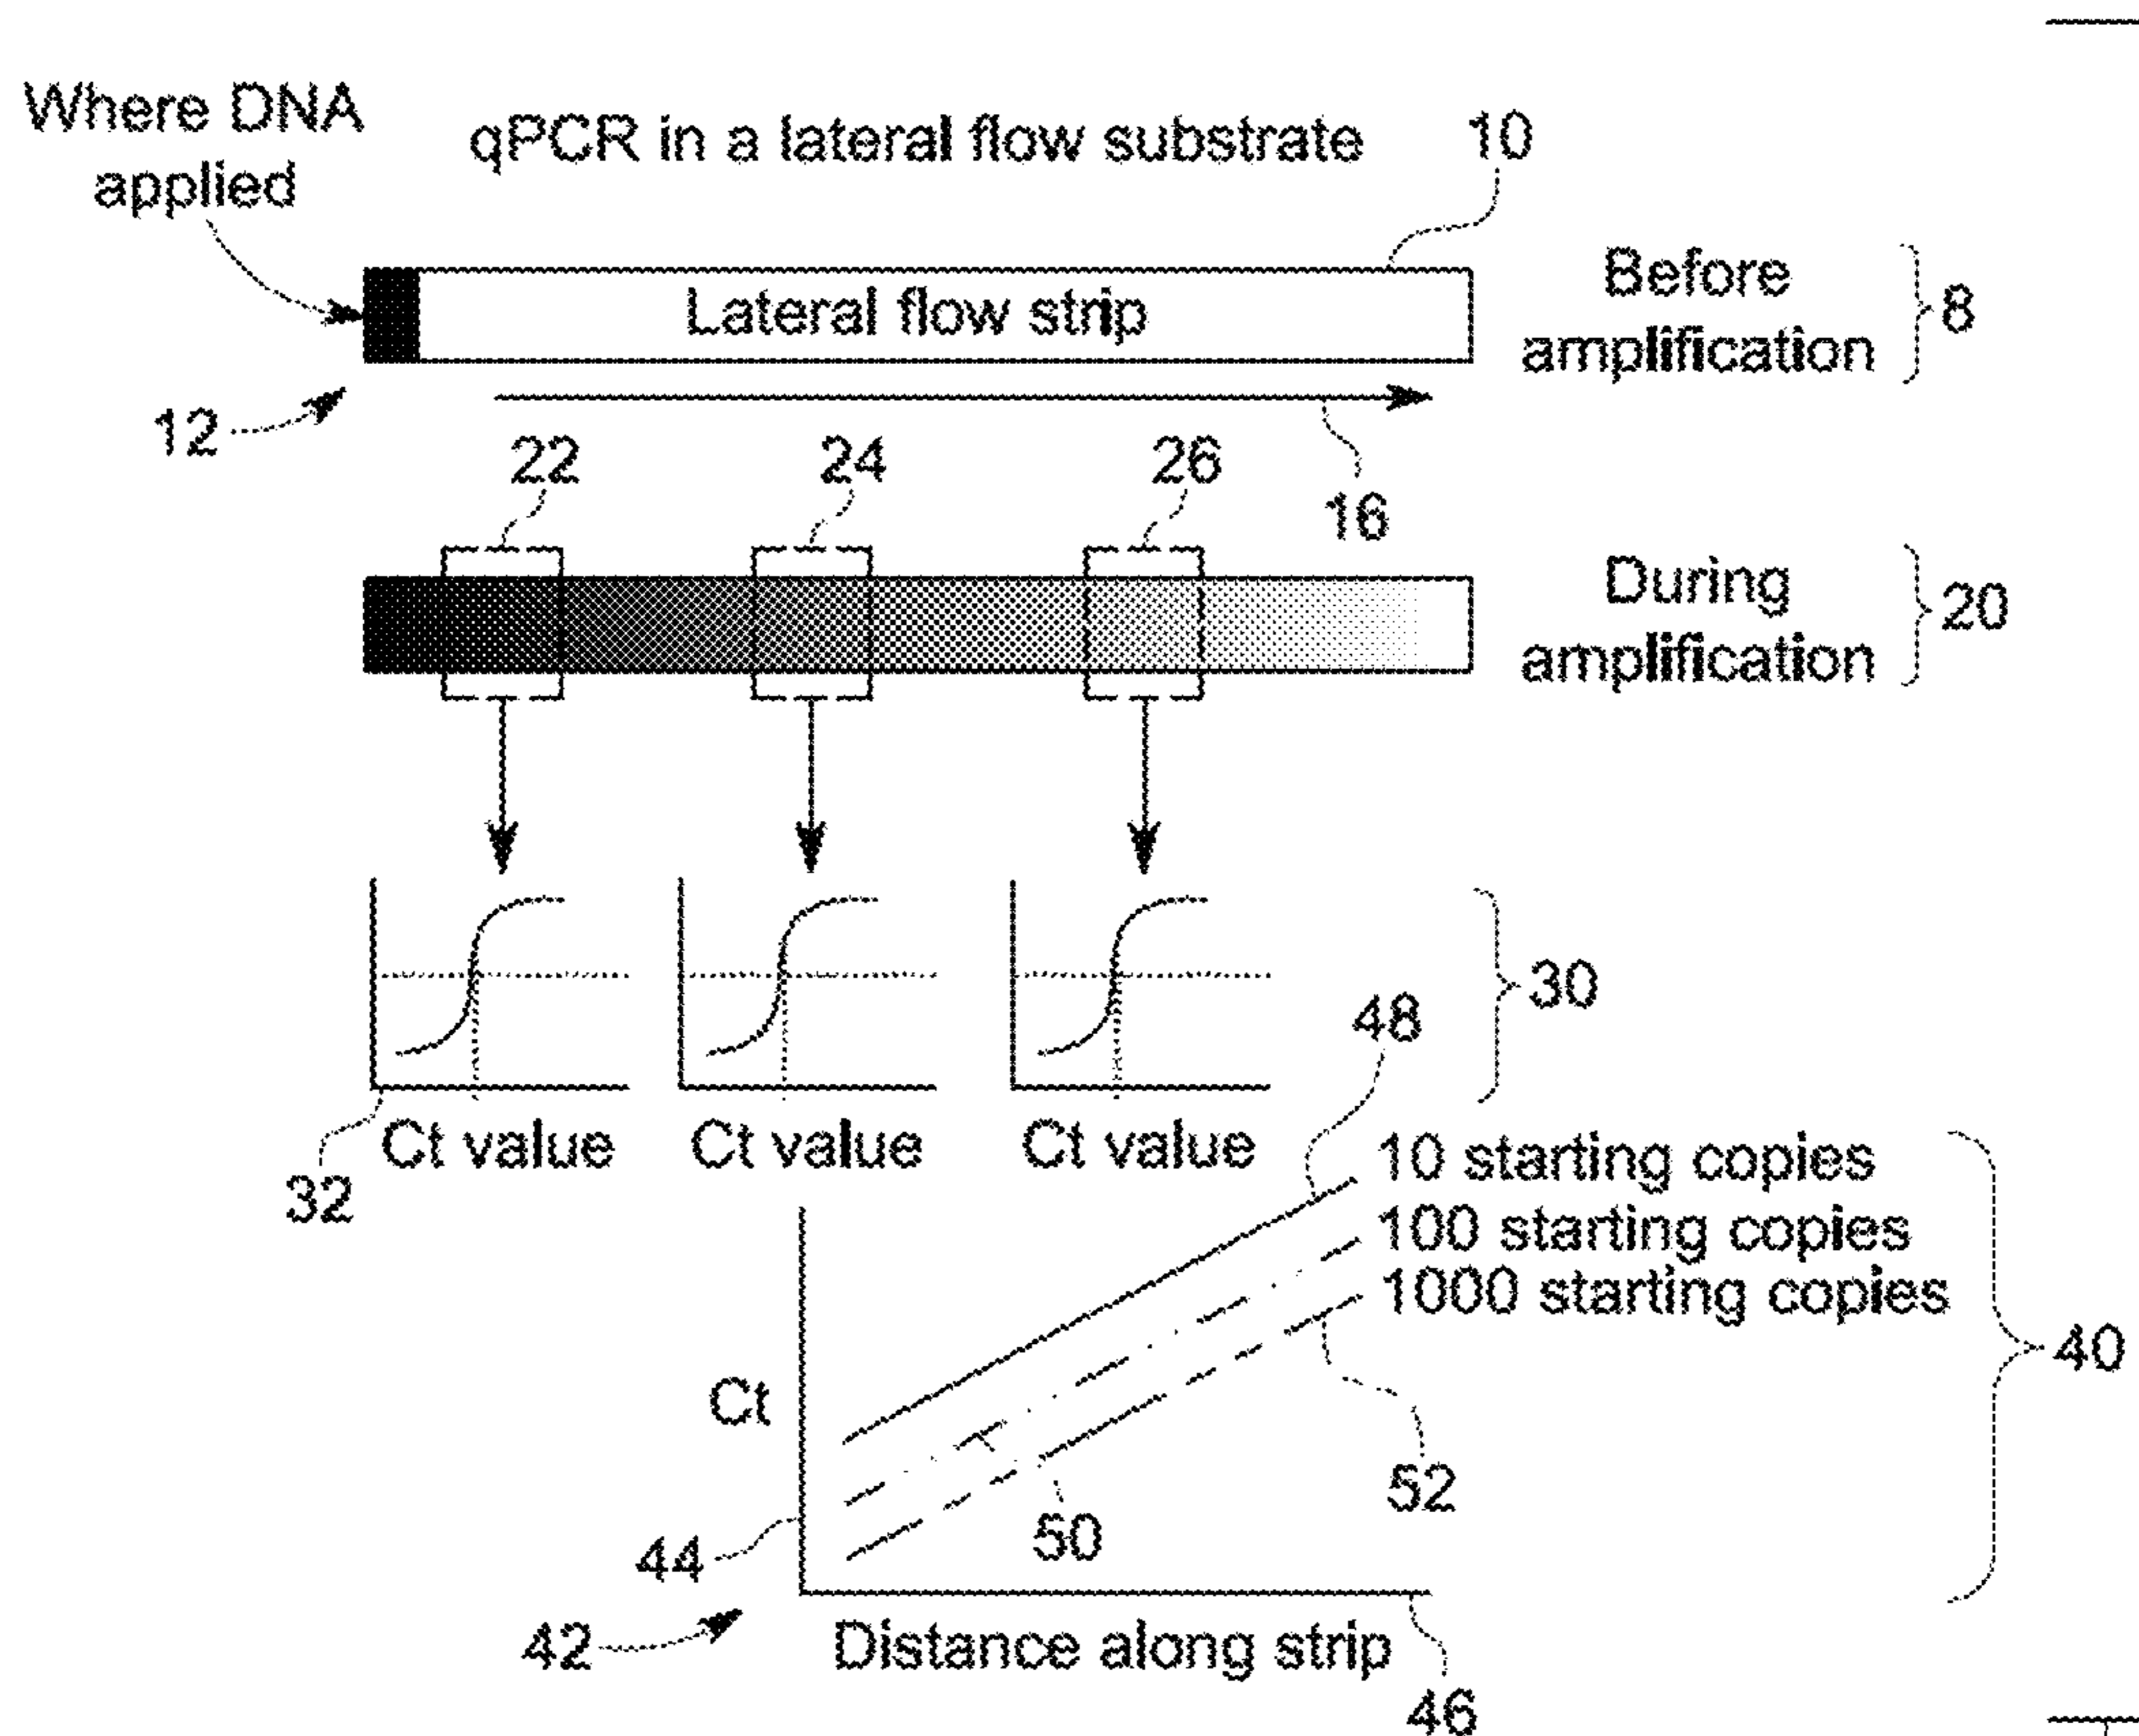 Where DNA
applied
qPCR in a lateral flow substrate
10
Lateral flow strip
Before
amplification
8
12
16
22
24
26
During
amplification
20
30
Ct value
Ct value
Ct value
32
48
10 starting copies
100 starting copies
1000 starting copies
40
Ct
50
52
44
42
Distance along strip
46